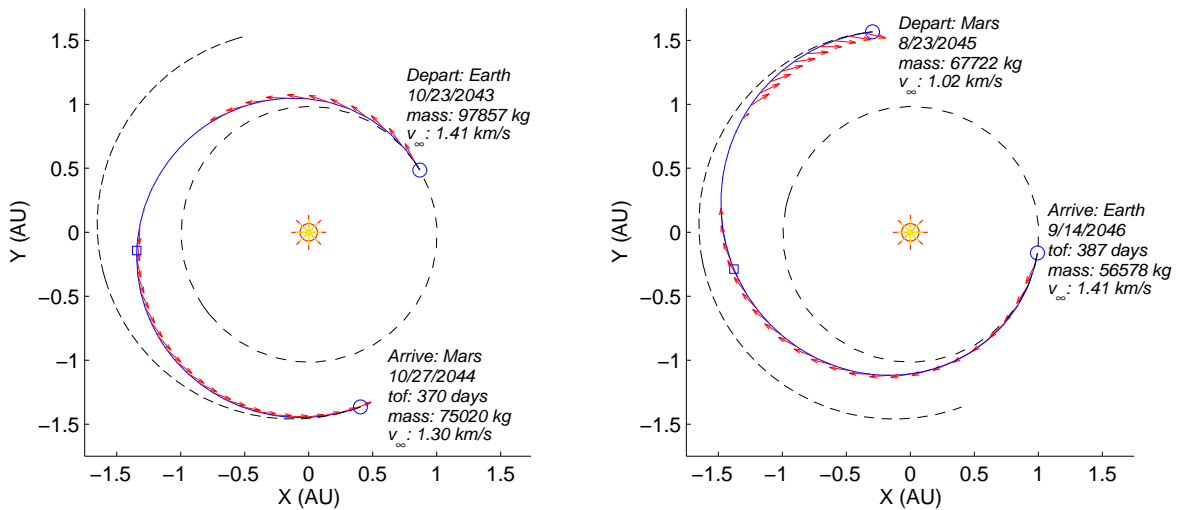 Depart: Earth
10/23/2043
mass: 97857 kg
v∞: 1.41 km/s
Arrive: Mars
10/27/2044
tof: 370 days
mass: 75020 kg
v∞: 1.30 km/s
1.5
1
0.5
0
−0.5
−1
−1.5
Y (AU)
−1.5 −1 −0.5 0 0.5 1 1.5
X (AU)
Depart: Mars
8/23/2045
mass: 67722 kg
v∞: 1.02 km/s
Arrive: Earth
9/14/2046
tof: 387 days
mass: 56578 kg
v∞: 1.41 km/s
1.5
1
0.5
0
−0.5
−1
−1.5
Y (AU)
−1.5 −1 −0.5 0 0.5 1 1.5
X (AU)